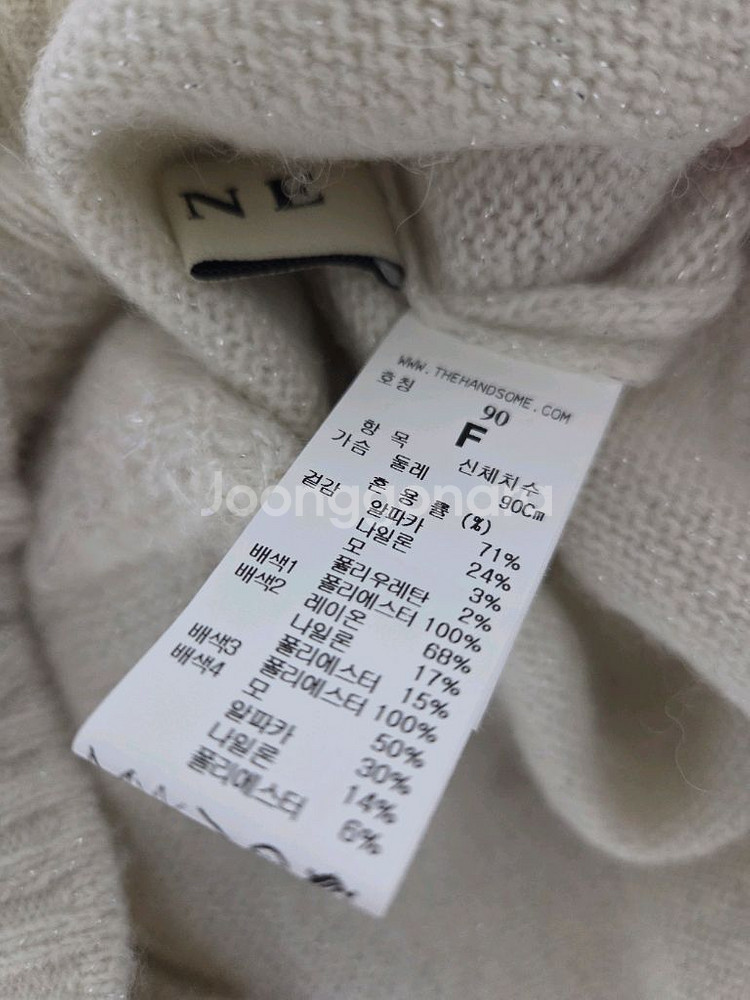 NE
WWW.THEHANDSOME.COM
호칭 90
F
항 목 신체치수
가슴 둘레 90Cm
겉감 혼 용 률 (%)
알파카 71%
나일론 24%
모 3%
폴리우레탄 2%
배색1 폴리에스터 100%
배색2 레이온 68%
나일론 17%
폴리에스터 15%
배색3 폴리에스터 100%
배색4 모 50%
알파카 30%
나일론 14%
폴리에스터 6%
Joonggonara